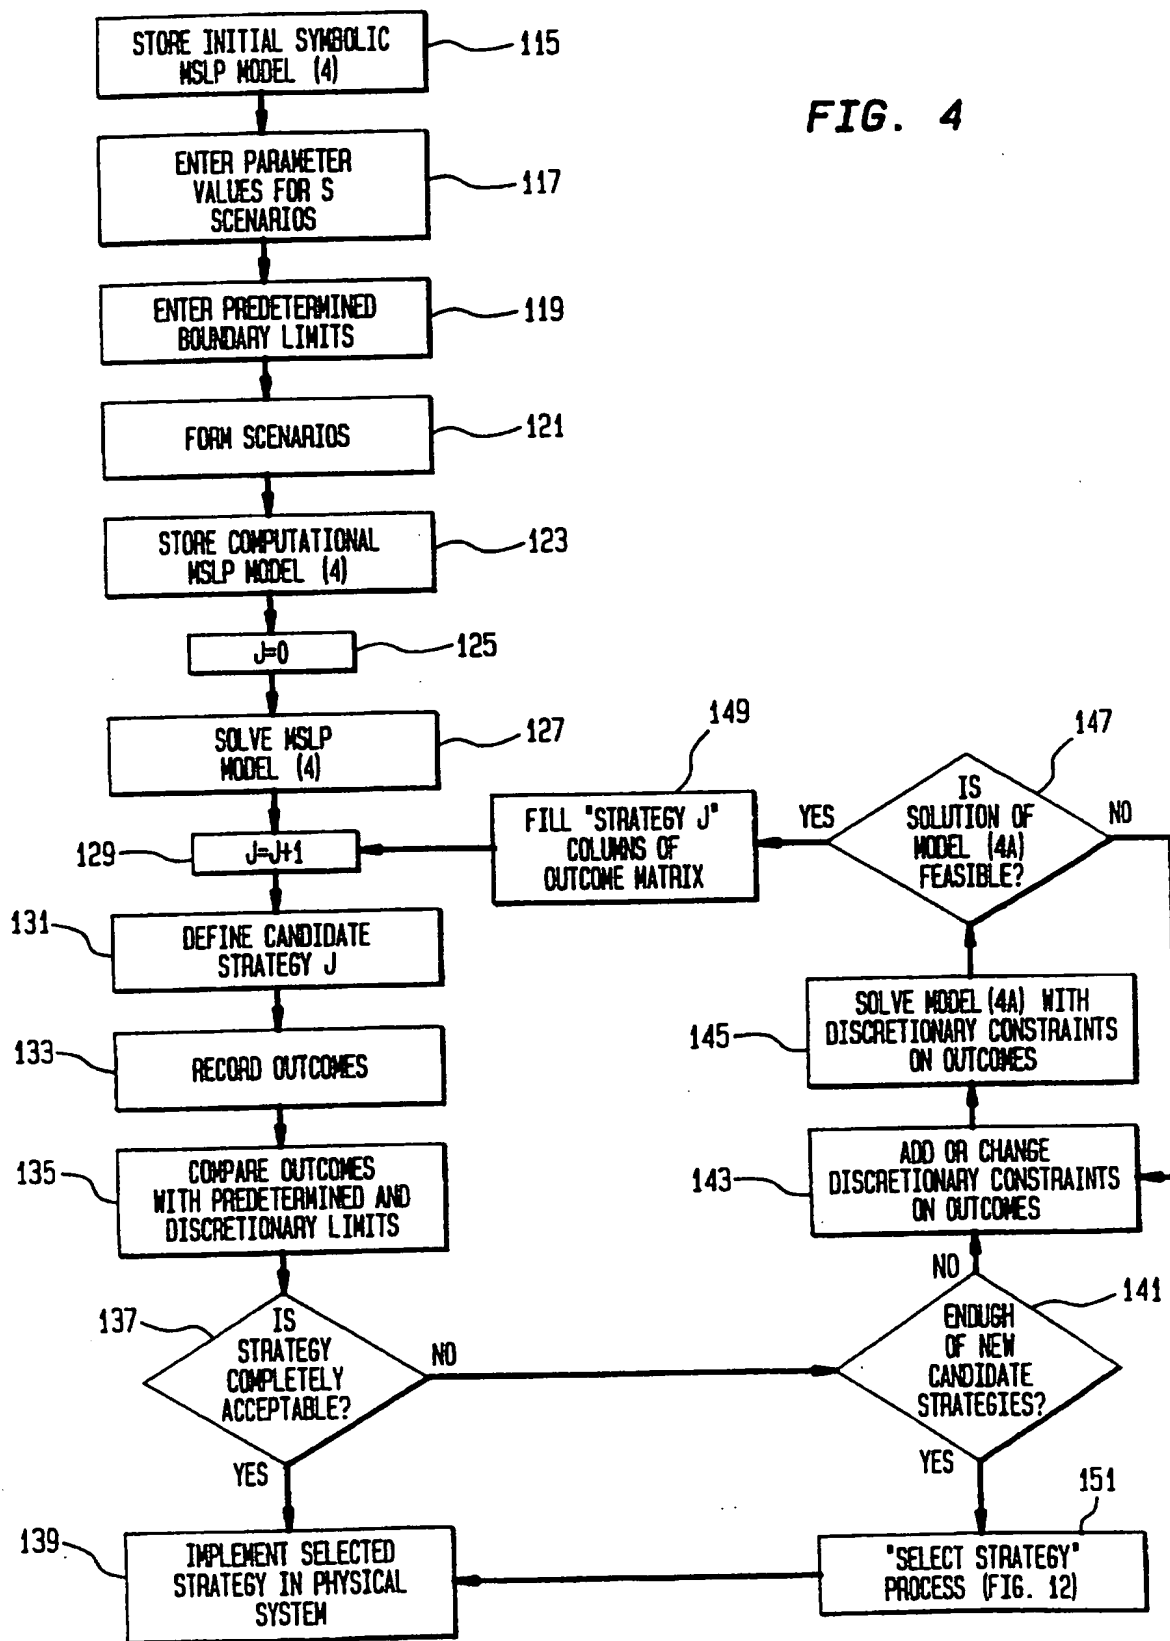 STORE INITIAL SYMBOLIC
MSLP MODEL (4)
115
FIG. 4
ENTER PARAMETER
VALUES FOR S
SCENARIOS
117
ENTER PREDETERMINED
BOUNDARY LIMITS
119
FORM SCENARIOS
121
STORE COMPUTATIONAL
MSLP MODEL (4)
123
J=0
125
SOLVE MSLP
MODEL (4)
127
129
J=J+1
131
DEFINE CANDIDATE
STRATEGY J
133
RECORD OUTCOMES
135
COMPARE OUTCOMES
WITH PREDETERMINED AND
DISCRETIONARY LIMITS
137
IS
STRATEGY
COMPLETELY
ACCEPTABLE?
NO
YES
139
IMPLEMENT SELECTED
STRATEGY IN PHYSICAL
SYSTEM
149
FILL "STRATEGY J"
COLUMNS OF
OUTCOME MATRIX
YES
147
IS
SOLUTION OF
MODEL (4A)
FEASIBLE?
NO
145
SOLVE MODEL (4A) WITH
DISCRETIONARY CONSTRAINTS
ON OUTCOMES
143
ADD OR CHANGE
DISCRETIONARY CONSTRAINTS
ON OUTCOMES
NO
141
ENOUGH
OF NEW
CANDIDATE
STRATEGIES?
YES
151
"SELECT STRATEGY"
PROCESS (FIG. 12)